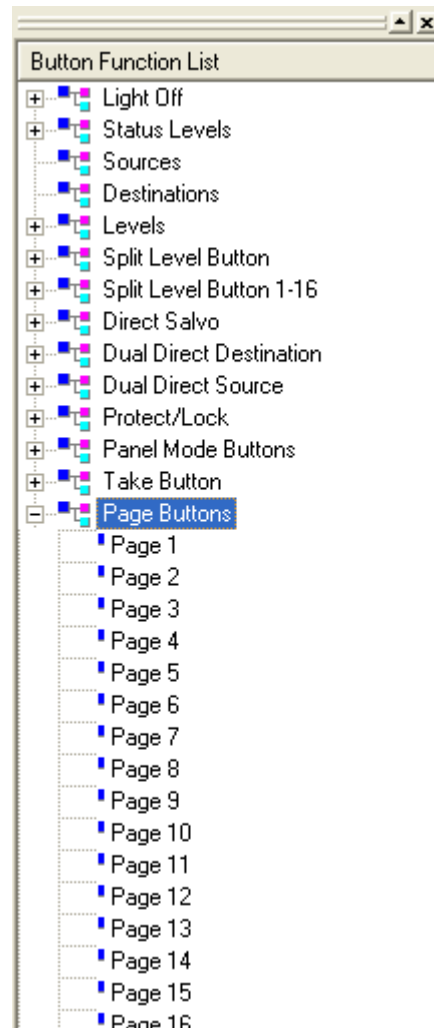 Button Function List
Light Off
Status Levels
Sources
Destinations
Levels
Split Level Button
Split Level Button 1-16
Direct Salvo
Dual Direct Destination
Dual Direct Source
Protect/Lock
Panel Mode Buttons
Take Button
Page Buttons
Page 1
Page 2
Page 3
Page 4
Page 5
Page 6
Page 7
Page 8
Page 9
Page 10
Page 11
Page 12
Page 13
Page 14
Page 15
Page 16